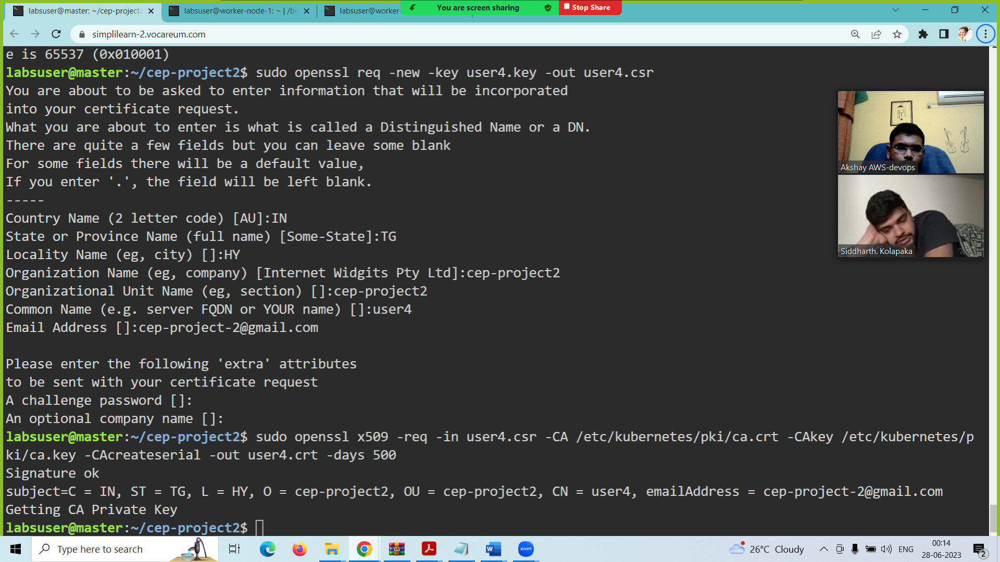 labsuser@master: ~/cep-project2
labsuser@worker-node-1: ~ | /bi
labsuser@worker-
You are screen sharing
Stop Share
simplilearn-2.vocareum.com
e is 65537 (0x010001)
labsuser@master:~/cep-project2$ sudo openssl req -new -key user4.key -out user4.csr
You are about to be asked to enter information that will be incorporated
into your certificate request.
What you are about to enter is what is called a Distinguished Name or a DN.
There are quite a few fields but you can leave some blank
For some fields there will be a default value,
If you enter '.', the field will be left blank.
-----
Country Name (2 letter code) [AU]:IN
State or Province Name (full name) [Some-State]:TG
Locality Name (eg, city) []:HY
Organization Name (eg, company) [Internet Widgits Pty Ltd]:cep-project2
Organizational Unit Name (eg, section) []:cep-project2
Common Name (e.g. server FQDN or YOUR name) []:user4
Email Address []:cep-project-2@gmail.com
Please enter the following 'extra' attributes
to be sent with your certificate request
A challenge password []:
An optional company name []:
labsuser@master:~/cep-project2$ sudo openssl x509 -req -in user4.csr -CA /etc/kubernetes/pki/ca.crt -CAkey /etc/kubernetes/p
ki/ca.key -CAcreateserial -out user4.crt -days 500
Signature ok
subject=C = IN, ST = TG, L = HY, O = cep-project2, OU = cep-project2, CN = user4, emailAddress = cep-project-2@gmail.com
Getting CA Private Key
labsuser@master:~/cep-project2$
Akshay AWS-devops
Siddharth. Kolapaka
Type here to search
zoom
26°C Cloudy
ENG
00:14
28-06-2023
2